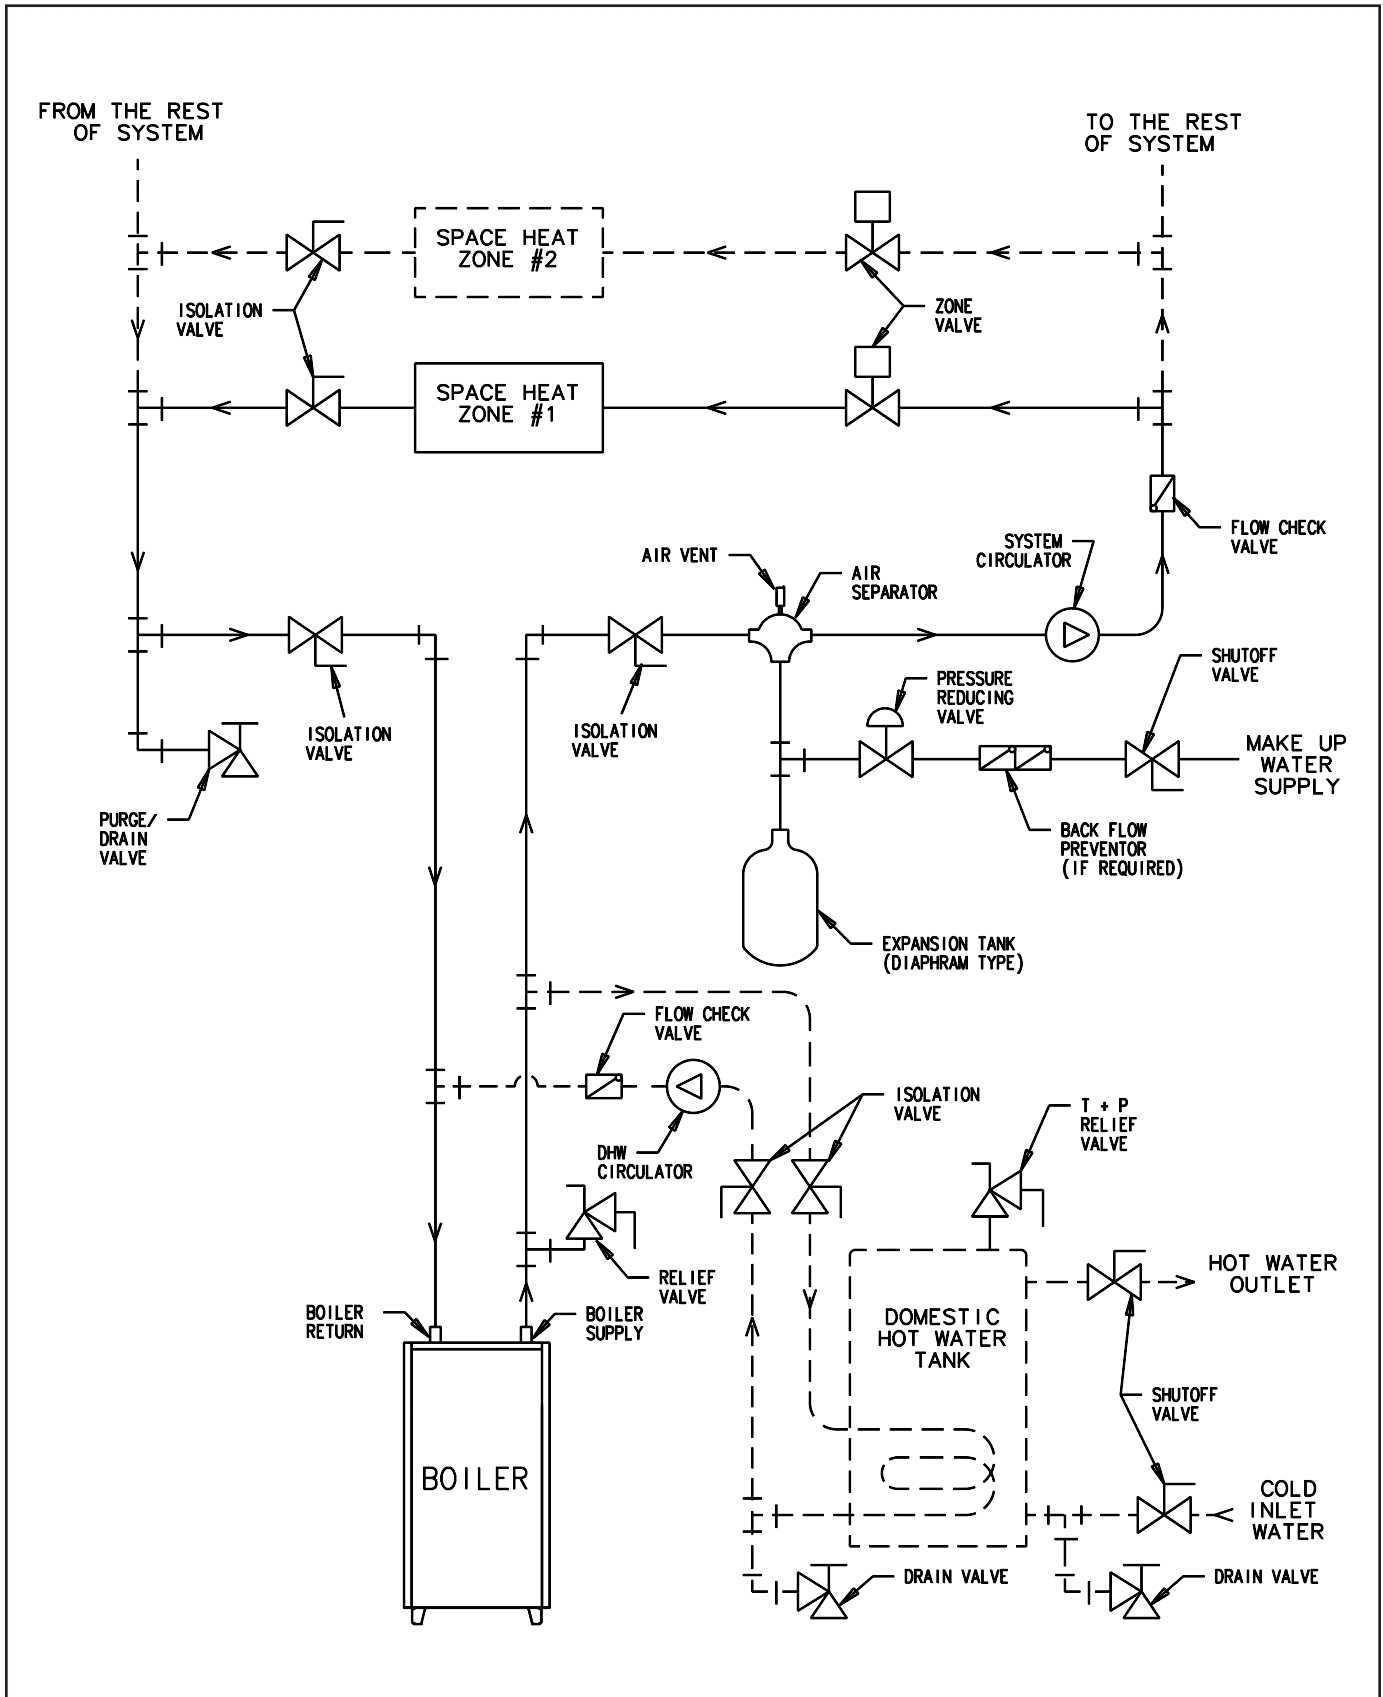 FROM THE REST
OF SYSTEM
TO THE REST
OF SYSTEM
SPACE HEAT
ZONE #2
ISOLATION
VALVE
ZONE
VALVE
SPACE HEAT
ZONE #1
FLOW CHECK
VALVE
SYSTEM
CIRCULATOR
AIR VENT
AIR
SEPARATOR
SHUTOFF
VALVE
PRESSURE
REDUCING
VALVE
ISOLATION
VALVE
ISOLATION
VALVE
MAKE UP
WATER
SUPPLY
PURGE/
DRAIN
VALVE
BACK FLOW
PREVENTOR
(IF REQUIRED)
EXPANSION TANK
(DIAPHRAM TYPE)
FLOW CHECK
VALVE
ISOLATION
VALVE
T + P
RELIEF
VALVE
DHW
CIRCULATOR
RELIEF
VALVE
HOT WATER
OUTLET
BOILER
RETURN
BOILER
SUPPLY
DOMESTIC
HOT WATER
TANK
SHUTOFF
VALVE
BOILER
COLD
INLET
WATER
DRAIN VALVE
DRAIN VALVE